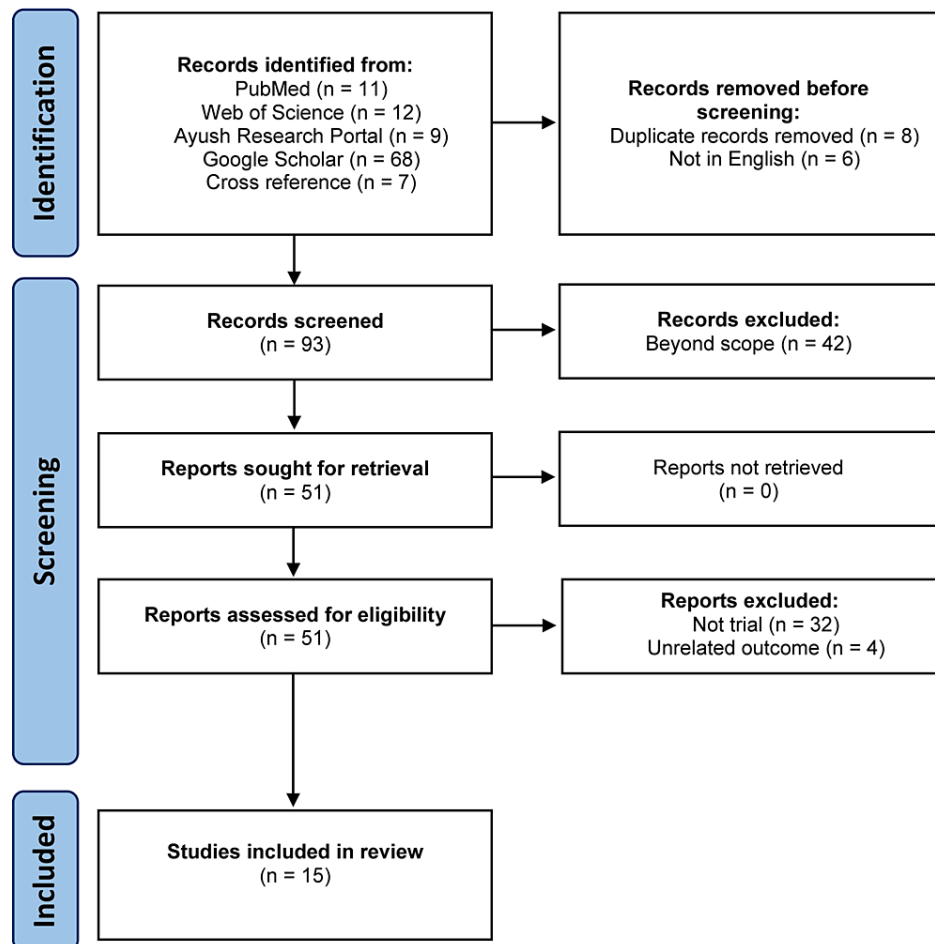 Identification
Records identified from:
PubMed (n = 11)
Web of Science (n = 12)
Ayush Research Portal (n = 9)
Google Scholar (n = 68)
Cross reference (n = 7)
Records removed before
screening:
Duplicate records removed (n = 8)
Not in English (n = 6)
Screening
Records screened
(n = 93)
Records excluded:
Beyond scope (n = 42)
Reports sought for retrieval
(n = 51)
Reports not retrieved
(n = 0)
Reports assessed for eligibility
(n = 51)
Reports excluded:
Not trial (n = 32)
Unrelated outcome (n = 4)
Included
Studies included in review
(n = 15)